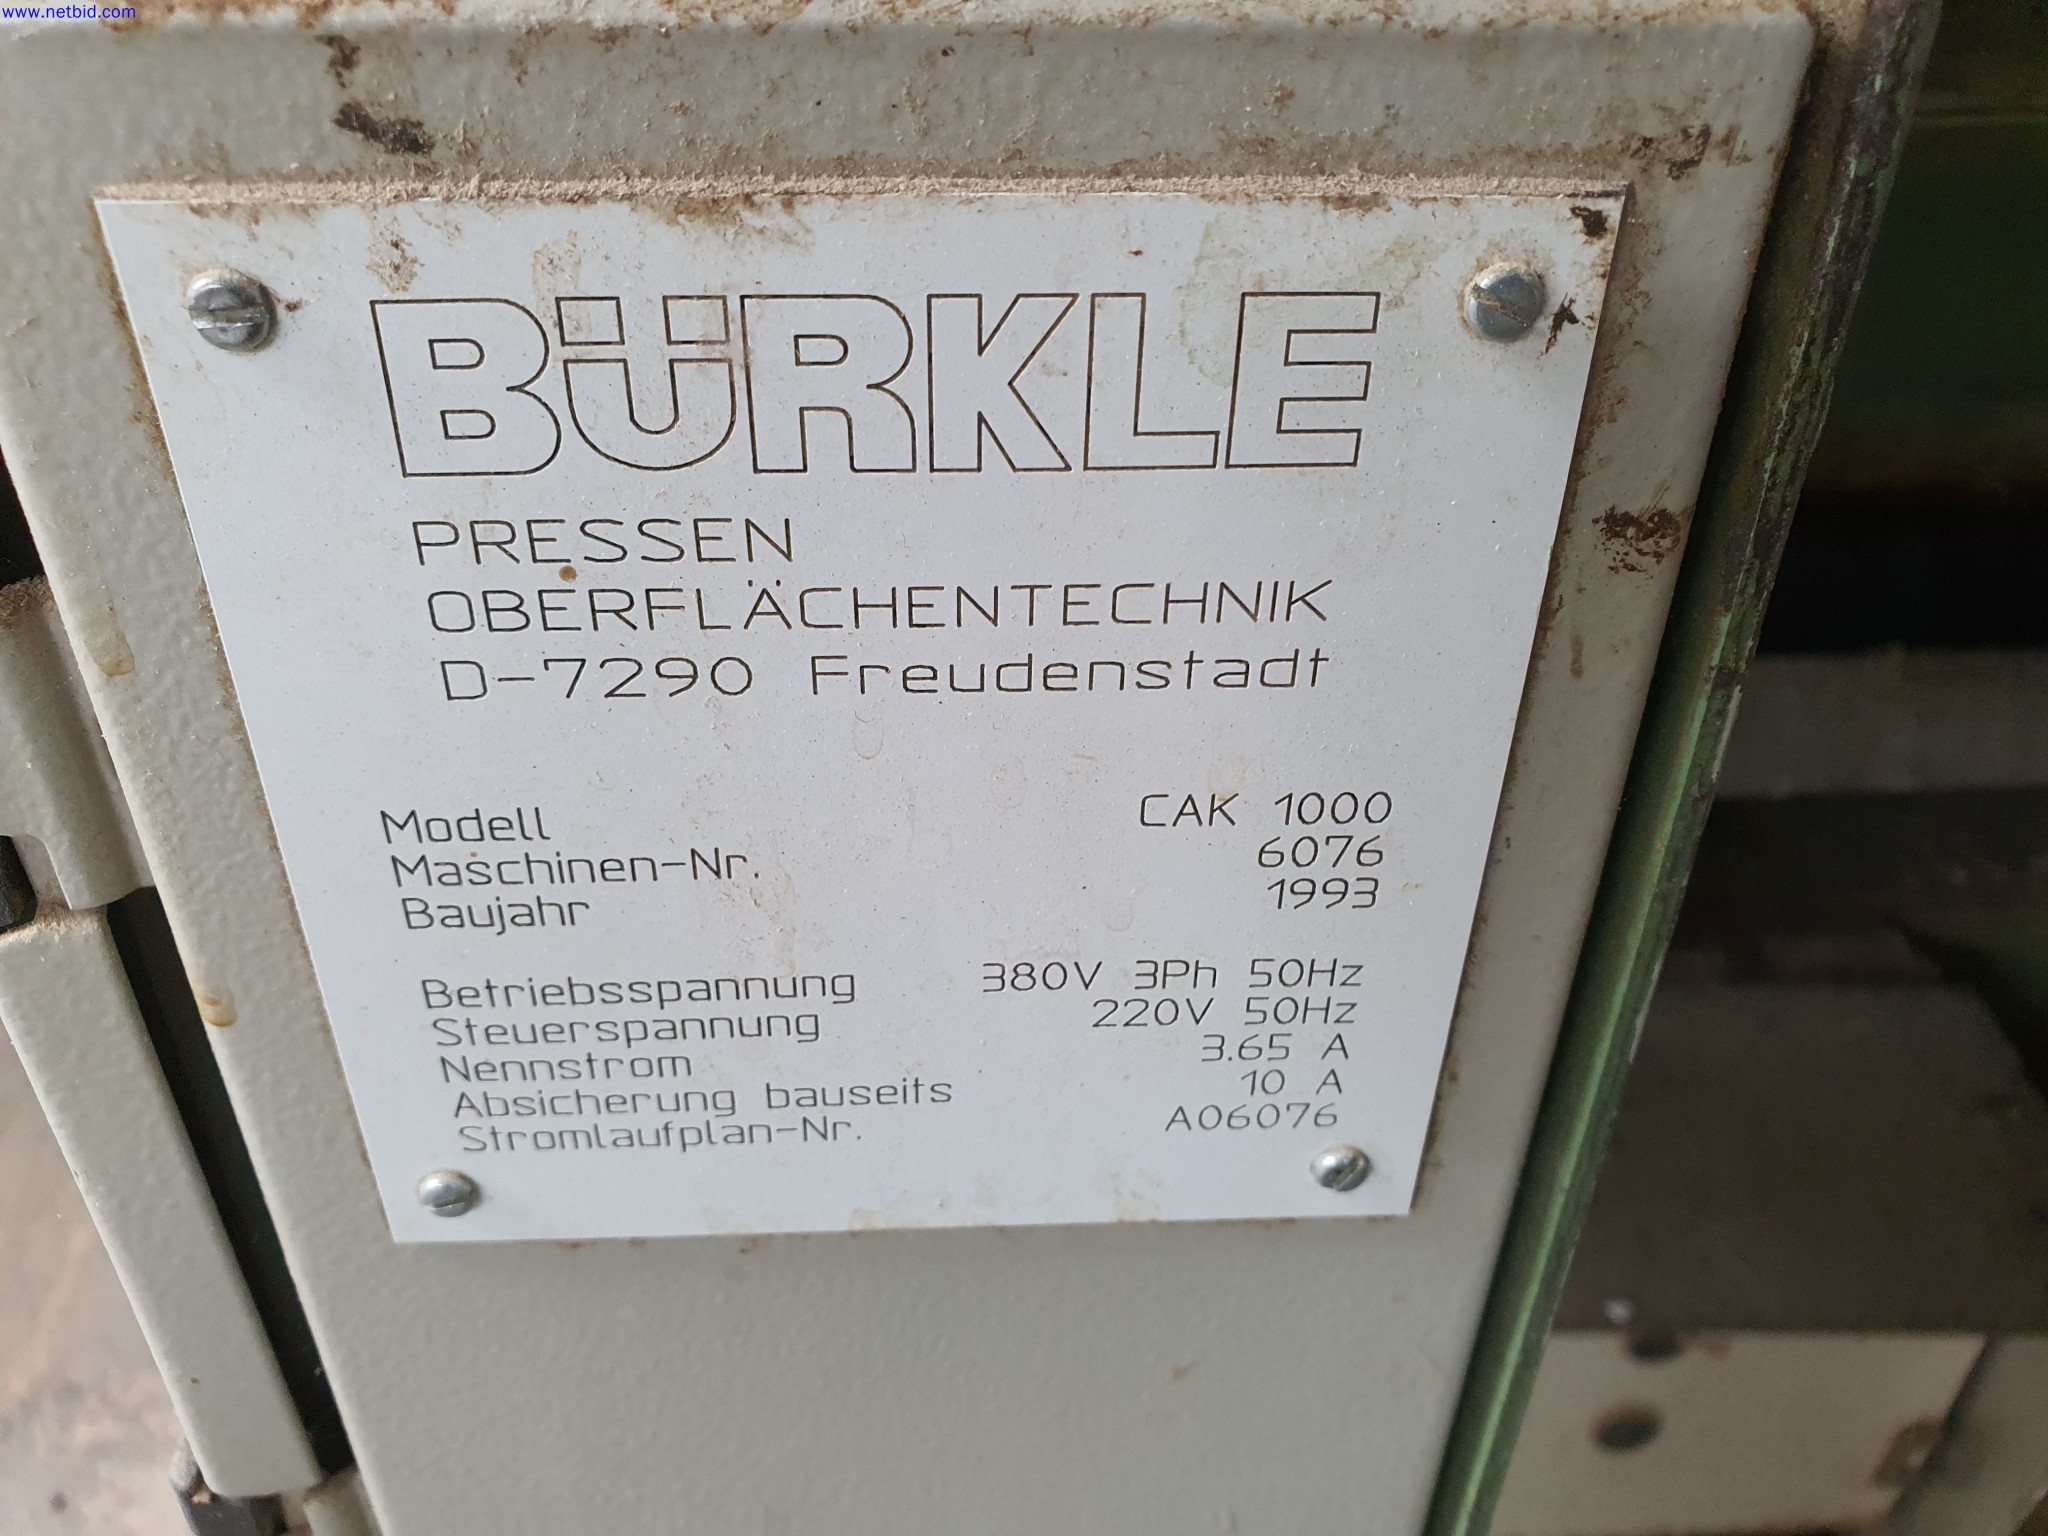 www.netbid.com
BÜRKLE
PRESSEN
OBERFLÄCHENTECHNIK
D-7290 Freudenstadt
Modell CAK 1000
Maschinen-Nr. 6076
Baujahr 1993
Betriebsspannung 380V 3Ph 50Hz
Steuerspannung 220V 50Hz
Nennstrom 3.65 A
Absicherung bauseits 10 A
Stromlaufplan-Nr. A06076